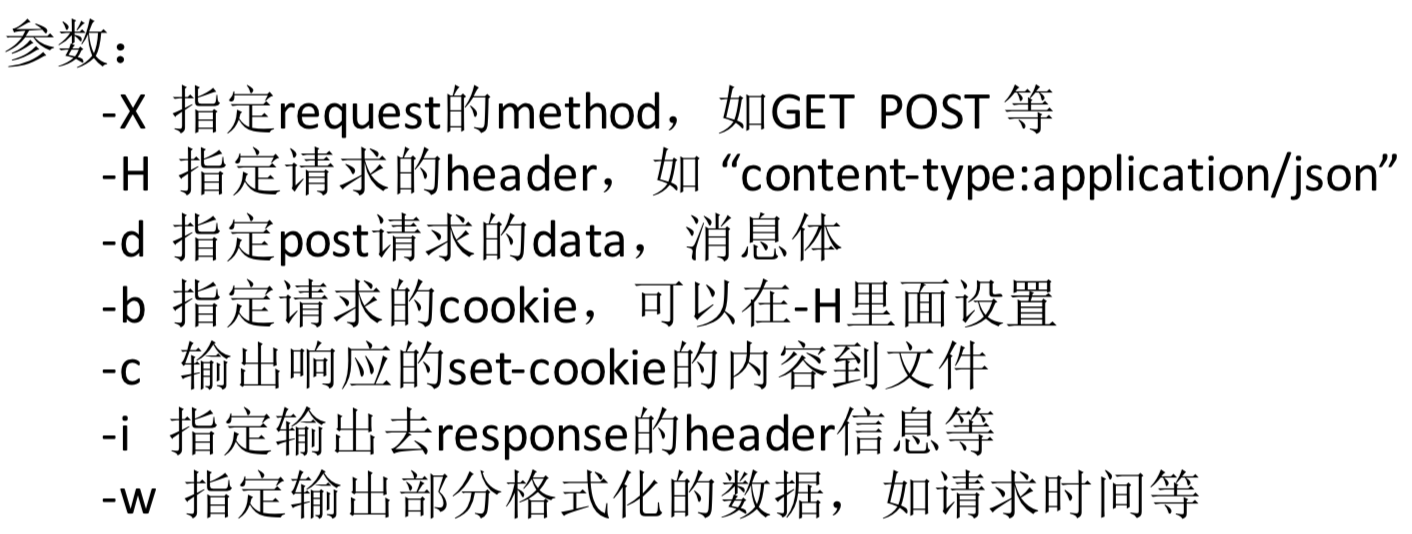 参数：
-X 指定request的method，如GET POST 等
-H 指定请求的header，如 “content-type:application/json”
-d 指定post请求的data，消息体
-b 指定请求的cookie，可以在-H里面设置
-c 输出响应的set-cookie的内容到文件
-i 指定输出去response的header信息等
-w 指定输出部分格式化的数据，如请求时间等